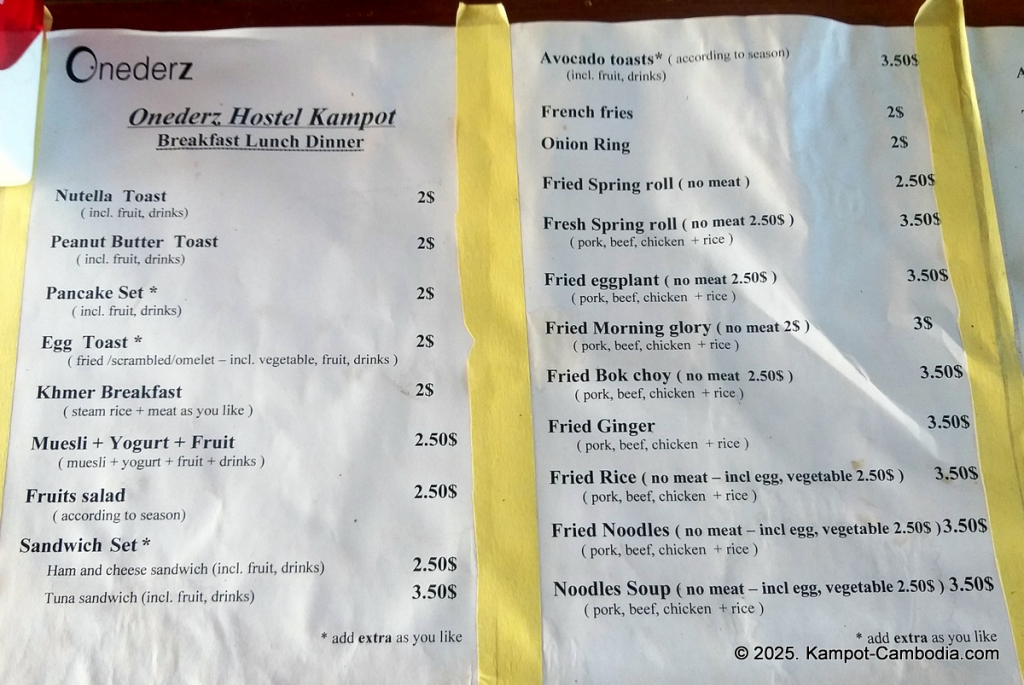 Onederz
Onederz Hostel Kampot
Breakfast Lunch Dinner
Nutella Toast 2$
( incl. fruit, drinks)
Peanut Butter Toast 2$
( incl. fruit, drinks)
Pancake Set * 2$
(incl. fruit, drinks)
Egg Toast * 2$
( fried /scrambled/omelet – incl. vegetable, fruit, drinks )
Khmer Breakfast 2$
( steam rice + meat as you like )
Muesli + Yogurt + Fruit 2.50$
( muesli + yogurt + fruit + drinks )
Fruits salad 2.50$
( according to season)
Sandwich Set *
Ham and cheese sandwich (incl. fruit, drinks) 2.50$
Tuna sandwich (incl. fruit, drinks) 3.50$
* add extra as you like
Avocado toasts* ( according to season) 3.50$
(incl. fruit, drinks)
French fries 2$
Onion Ring 2$
Fried Spring roll ( no meat ) 2.50$
Fresh Spring roll ( no meat 2.50$ ) 3.50$
( pork, beef, chicken + rice )
Fried eggplant ( no meat 2.50$ ) 3.50$
( pork, beef, chicken + rice )
Fried Morning glory ( no meat 2$ ) 3$
( pork, beef, chicken + rice )
Fried Bok choy ( no meat 2.50$ ) 3.50$
( pork, beef, chicken + rice )
Fried Ginger 3.50$
( pork, beef, chicken + rice )
Fried Rice ( no meat – incl egg, vegetable 2.50$ ) 3.50$
( pork, beef, chicken + rice )
Fried Noodles ( no meat – incl egg, vegetable 2.50$ ) 3.50$
( pork, beef, chicken + rice )
Noodles Soup ( no meat – incl egg, vegetable 2.50$ ) 3.50$
( pork, beef, chicken + rice )
* add extra as you like
© 2025. Kampot-Cambodia.com